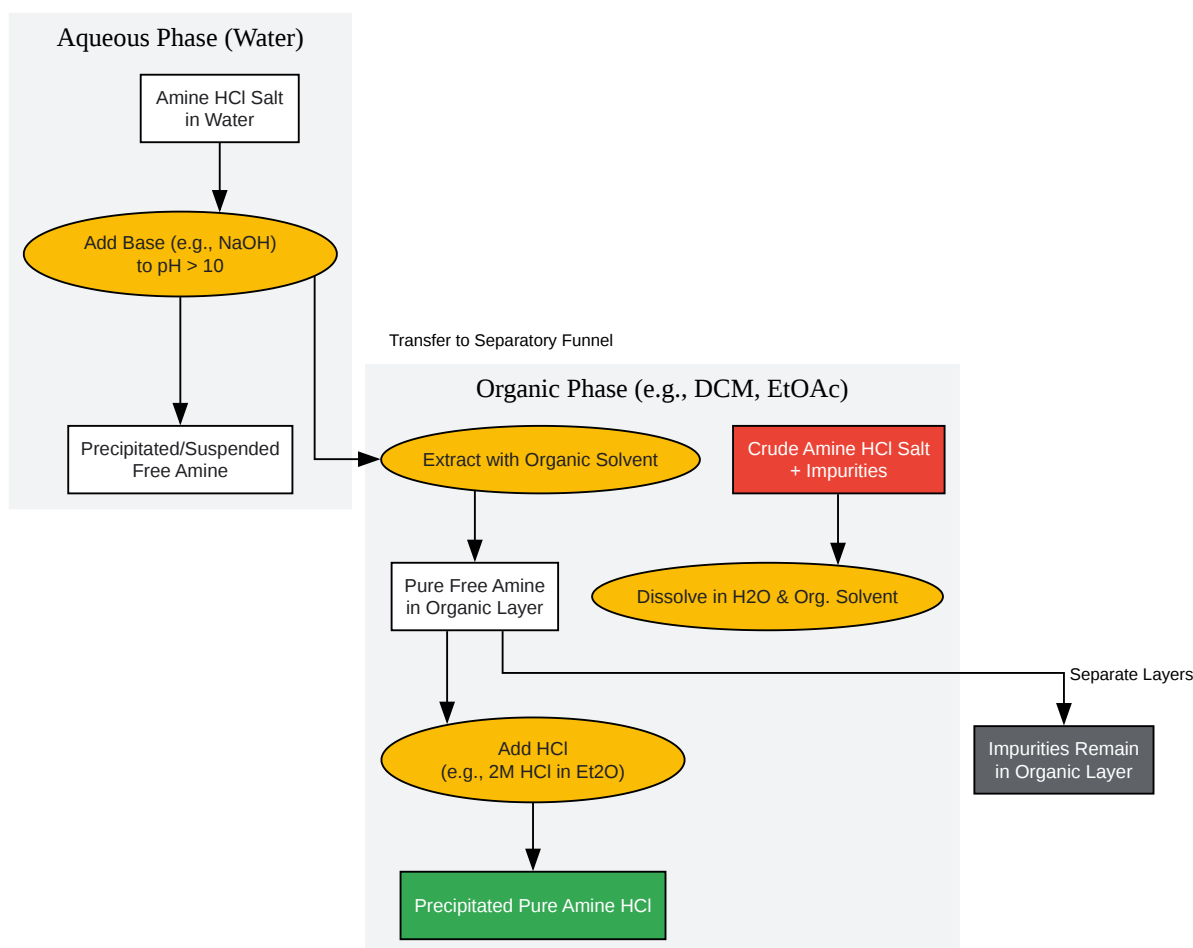 Aqueous Phase (Water)
Amine HCl Salt
in Water
Add Base (e.g., NaOH)
to pH > 10
Precipitated/Suspended
Free Amine
Transfer to Separatory Funnel
Organic Phase (e.g., DCM, EtOAc)
Extract with Organic Solvent
Crude Amine HCl Salt
+ Impurities
Pure Free Amine
in Organic Layer
Dissolve in H2O & Org. Solvent
Separate Layers
Add HCl
(e.g., 2M HCl in Et2O)
Impurities Remain
in Organic Layer
Precipitated Pure Amine HCl